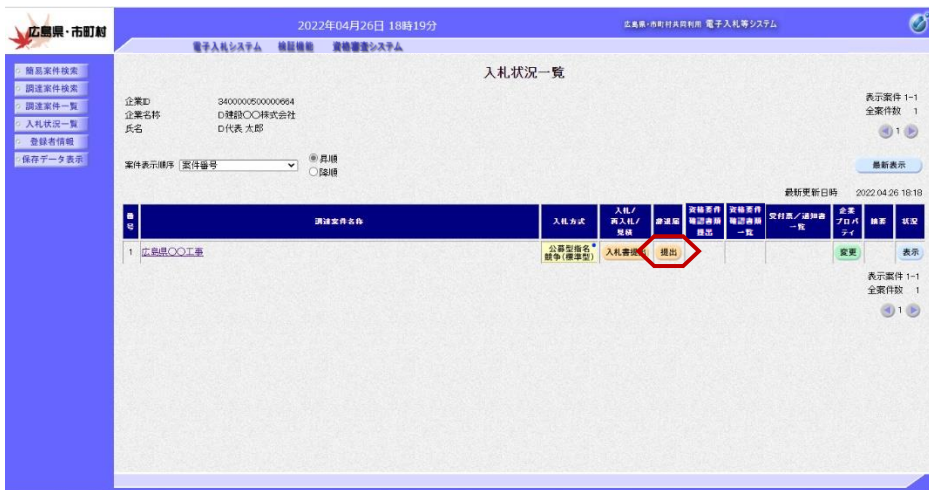 広島県・市町村
2022年04月26日 18時19分
広島県・市町村共同利用 電子入札等システム
電子入札システム 検証機能 資格審査システム
簡易案件検索
調達案件検索
調達案件一覧
入札状況一覧
登録者情報
保存データ表示
入札状況一覧
企業ID 3400000500000664
企業名称 D建設〇〇株式会社
氏名 D代表 太郎
表示案件 1-1
全案件数 1
1
案件表示順序 案件番号
昇順
降順
最新表示
最新更新日時 2022.04.26 18:18
番号 調達案件名称 入札方式 入札/再入札/見積 辞退届 資格要件確認書類提出 資格要件確認書類一覧 受付票/通知書一覧 企業プロパティ 摘要 状況
1 広島県〇〇工事 公募型指名競争(標準型) 入札書提出 提出 変更 表示
表示案件 1-1
全案件数 1
1